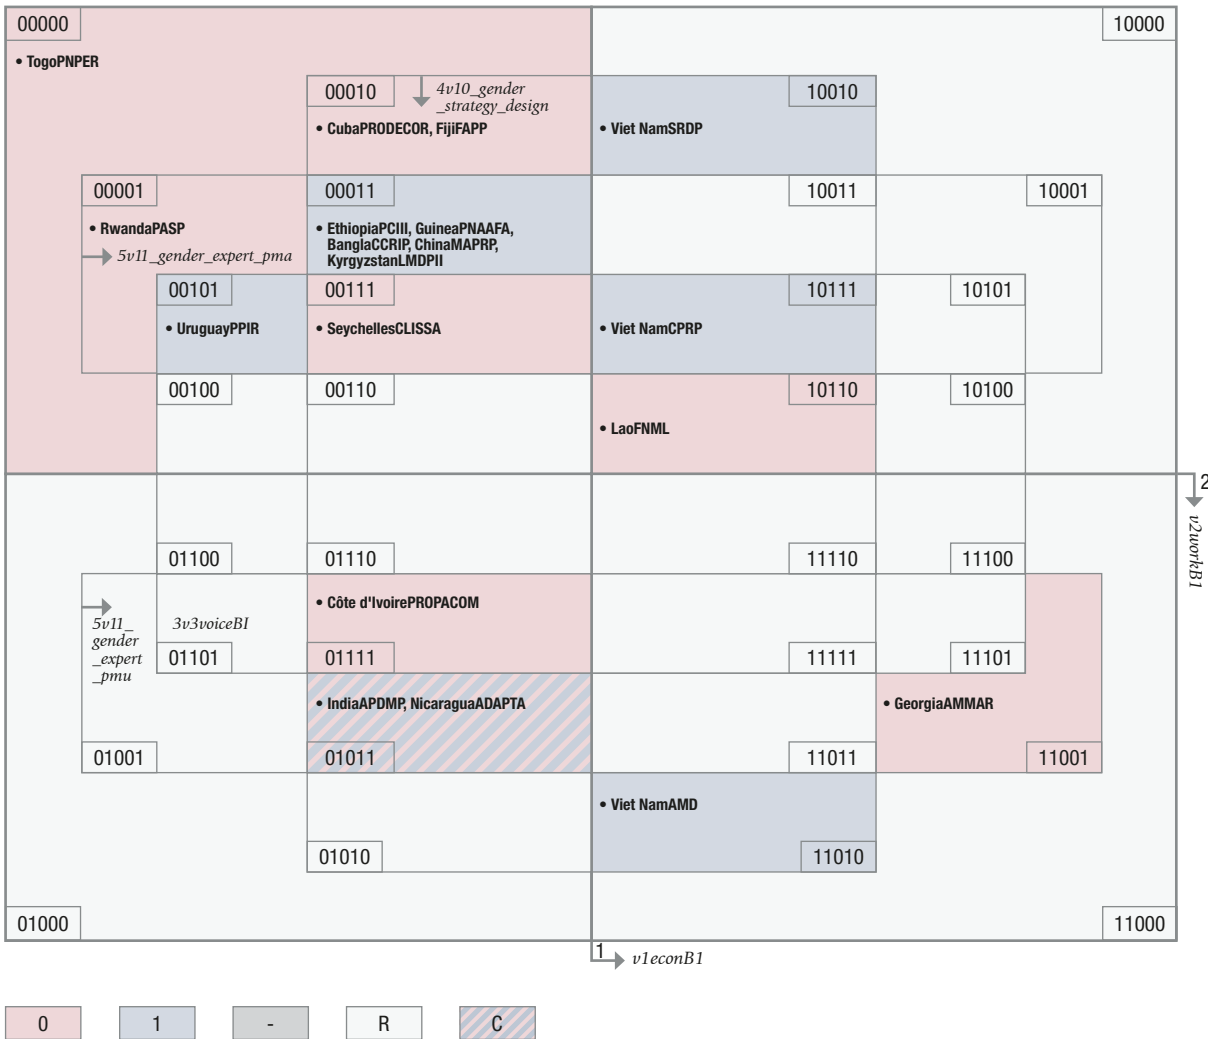 00000
10000
• TogoPNPER
00010
4v10_gender
_strategy_design
10010
• CubaPRODECOR, FijiFAPP
• Viet NamSRDP
00001
00011
10011
10001
• RwandaPASP
• EthiopiaPCIII, GuineaPNAAFA,
BanglaCCRIP, ChinaMAPRP,
KyrgyzstanLMDPII
5v11_gender_expert_pma
00101
00111
10111
10101
• UruguayPPIR
• SeychellesCLISSA
• Viet NamCPRP
00100
00110
10110
10100
• LaoFNML
2
v2workB1
01100
01110
11110
11100
• Côte d'IvoirePROPACOM
5v11_
gender
_expert
_pmu
3v3voiceBI
01101
01111
11111
11101
• IndiaAPDMP, NicaraguaADAPTA
• GeorgiaAMMAR
01001
01011
11011
11001
• Viet NamAMD
01010
11010
01000
11000
1
v1econB1
0
1
-
R
C